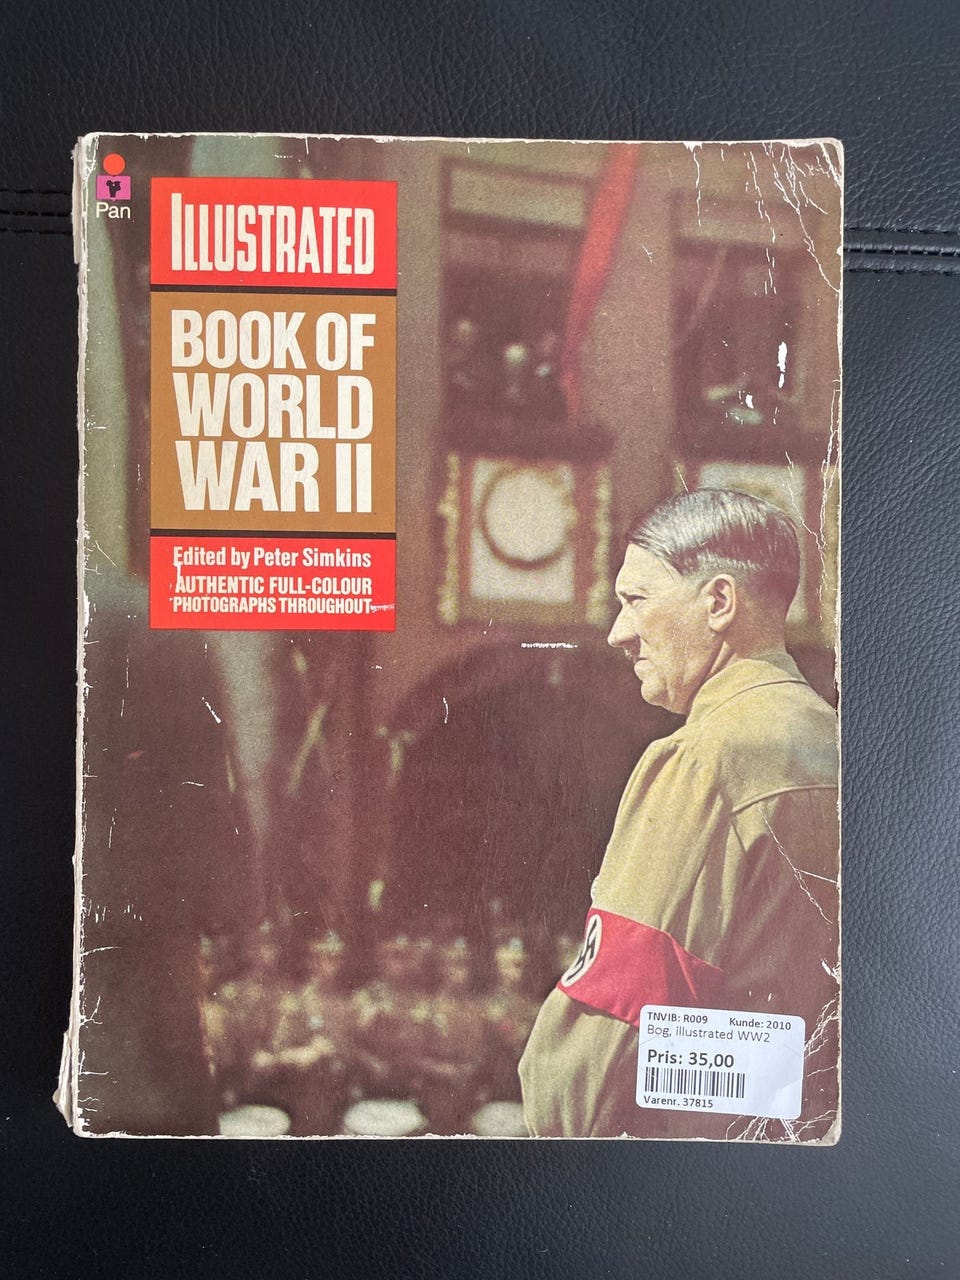 Pan
ILLUSTRATED
BOOK OF
WORLD
WAR II
Edited by Peter Simkins
AUTHENTIC FULL-COLOUR
PHOTOGRAPHS THROUGHOUT
TNVIB: R009 Kunde: 2010
Bog, illustrated WW2
Pris: 35,00
Varenr. 37815